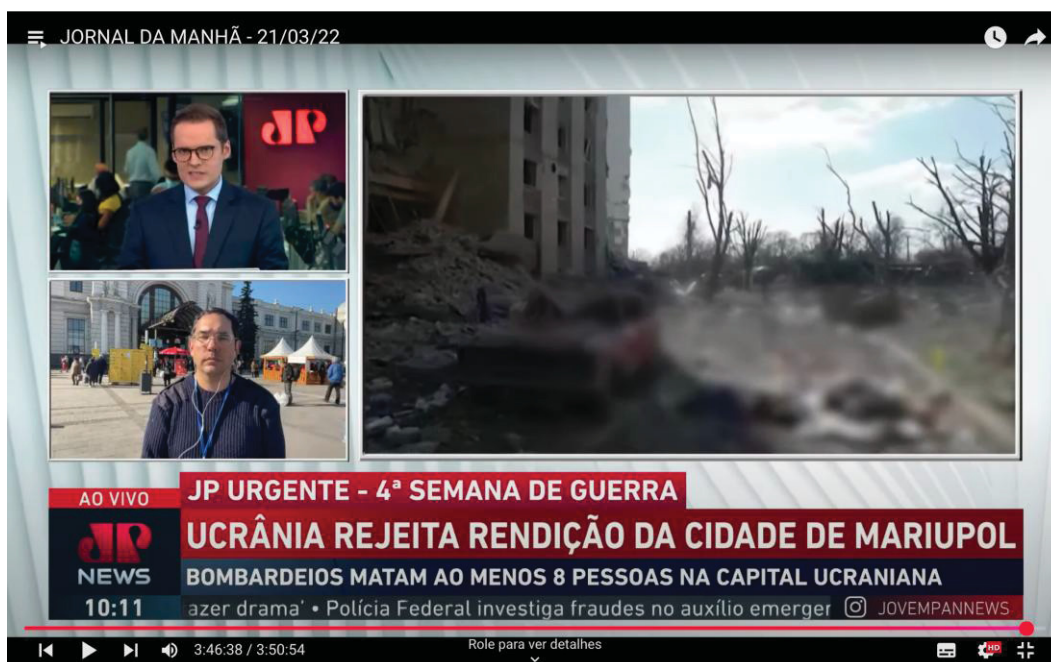 JORNAL DA MANHÃ - 21/03/22
JP
JP URGENTE - 4ª SEMANA DE GUERRA
AO VIVO
UCRÂNIA REJEITA RENDIÇÃO DA CIDADE DE MARIUPOL
JP
NEWS
BOMBARDEIOS MATAM AO MENOS 8 PESSOAS NA CAPITAL UCRANIANA
10:11 azer drama' • Polícia Federal investiga fraudes no auxílio emerger JOVEMPANNEWS
3:46:38 / 3:50:54 Role para ver detalhes HD